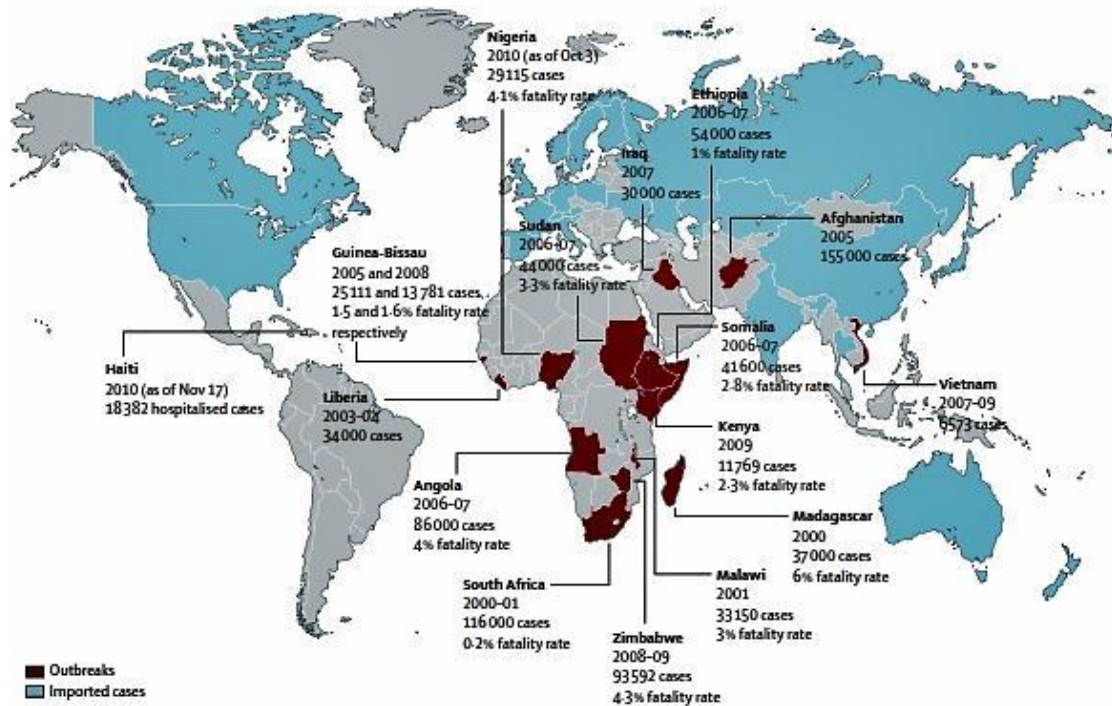 Nigeria
2010 (as of Oct 3)
29115 cases
4·1% fatality rate
Ethiopia
2006–07
54000 cases
1% fatality rate
Iraq
2007
30000 cases
Afghanistan
2005
155000 cases
Sudan
2006–07
44000 cases
3·3% fatality rate
Guinea-Bissau
2005 and 2008
25111 and 13781 cases,
1·5 and 1·6% fatality rate
respectively
Somalia
2006–07
41600 cases
2·8% fatality rate
Haiti
2010 (as of Nov 17)
18382 hospitalised cases
Liberia
2003–04
34000 cases
Vietnam
2007–09
6573 cases
Kenya
2009
11769 cases
2·3% fatality rate
Angola
2006–07
86000 cases
4% fatality rate
Madagascar
2000
37000 cases
6% fatality rate
South Africa
2000–01
116000 cases
0·2% fatality rate
Malawi
2001
33150 cases
3% fatality rate
Zimbabwe
2008–09
93592 cases
4·3% fatality rate
Outbreaks
Imported cases